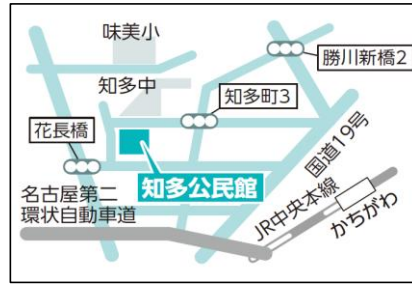 味美小
勝川新橋2
知多中
知多町3
花長橋
国道19号
知多公民館
名古屋第二
環状自動車道
JR中央本線
かちがわ